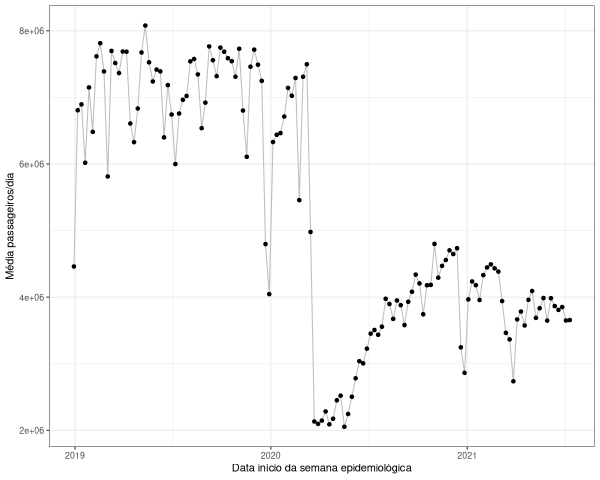 8e+06
6e+06
4e+06
2e+06
Média passageiros/dia
2019
2020
2021
Data início da semana epidemiológica